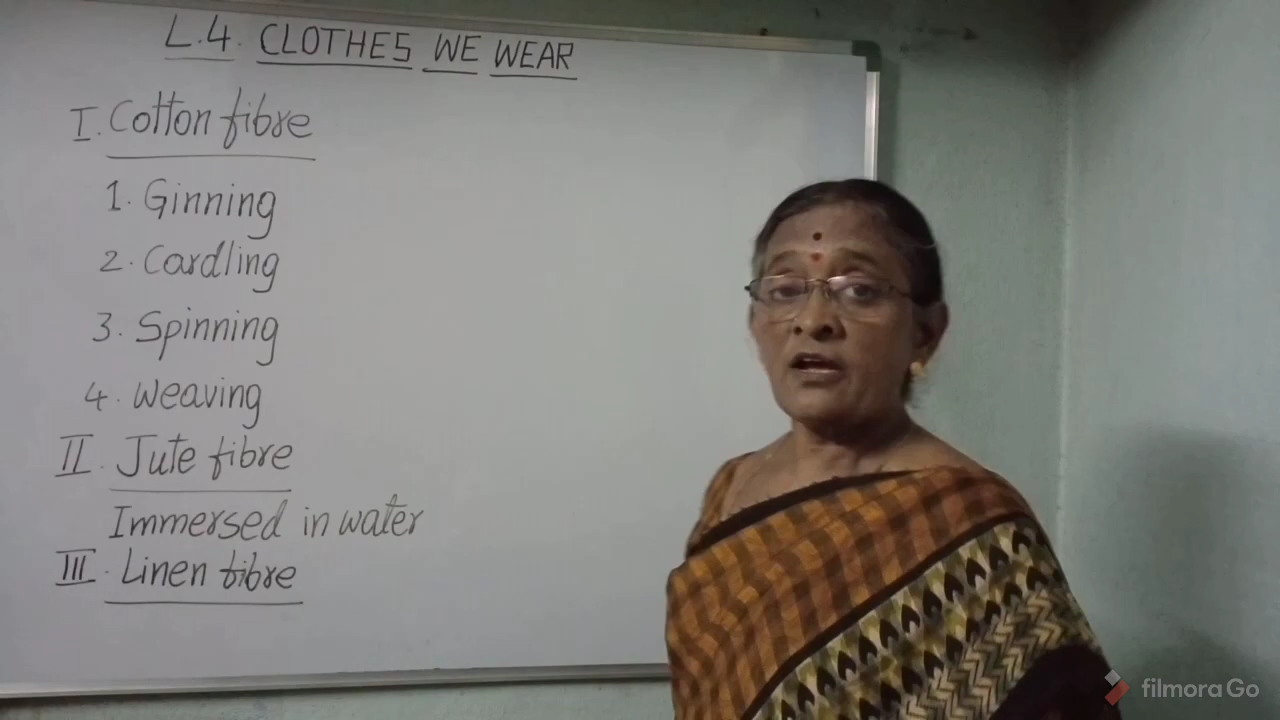 L.4. CLOTHES WE WEAR
I. Cotton fibre
1. Ginning
2. Cardling
3. Spinning
4. Weaving
II. Jute fibre
Immersed in water
III. Linen fibre
filmora Go